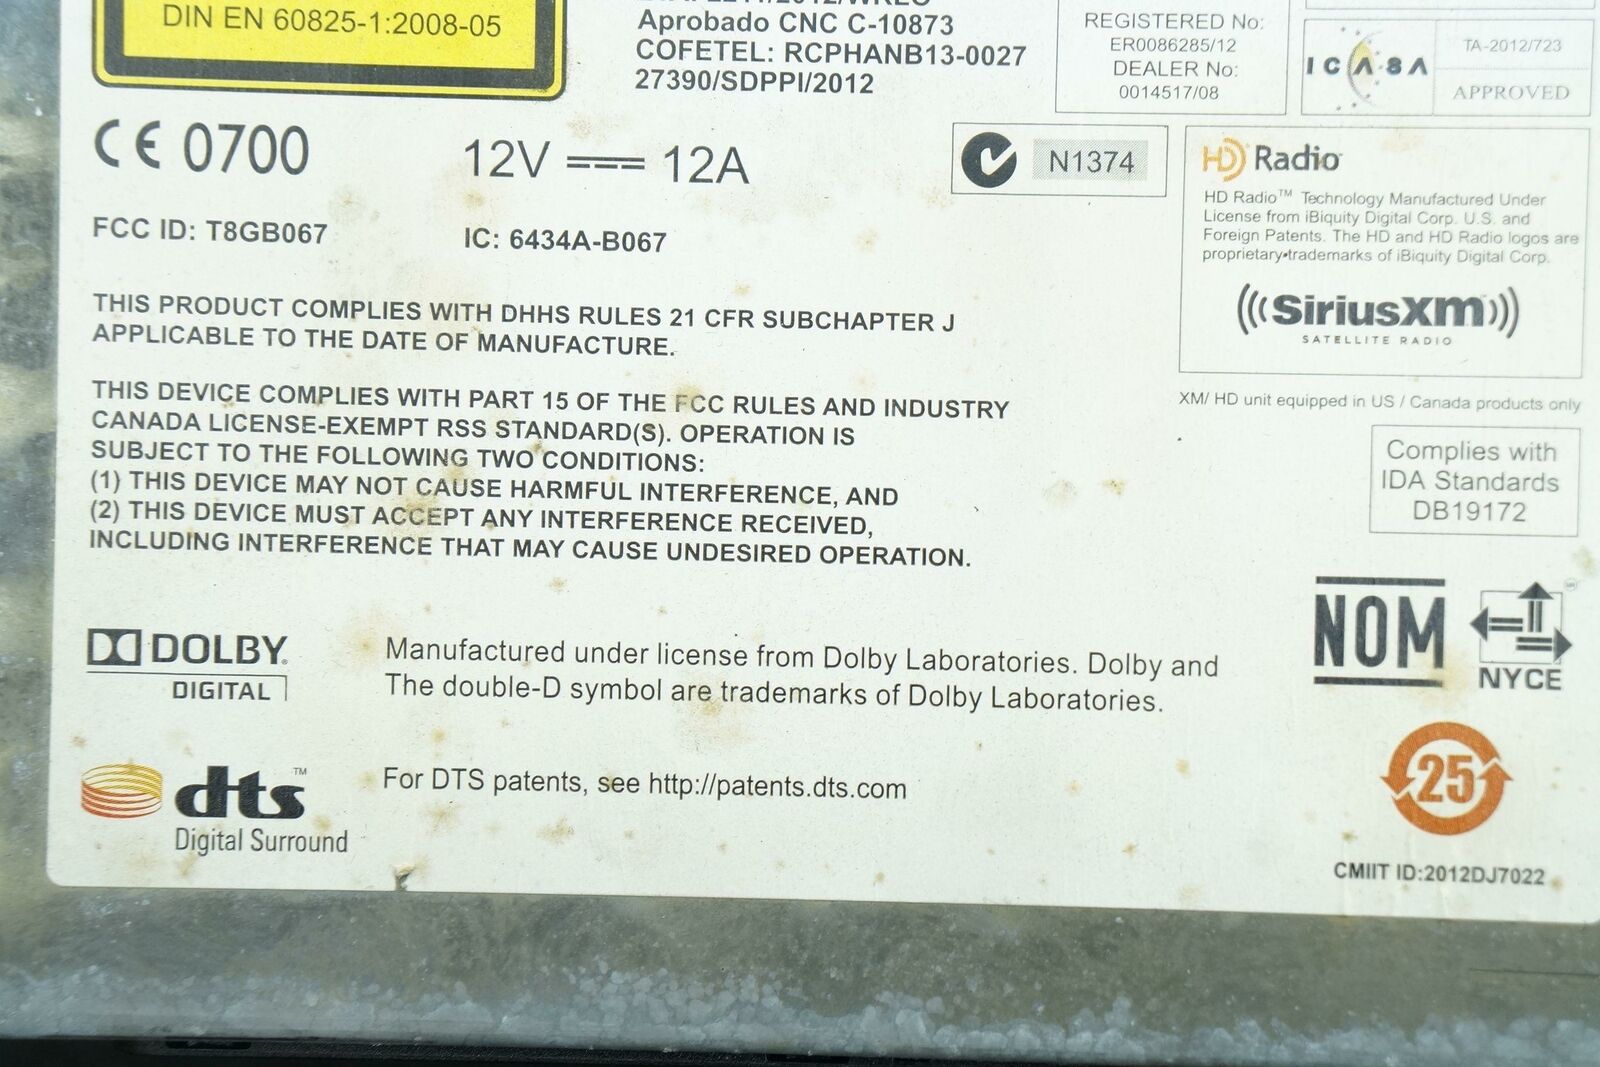 DIN EN 60825-1:2008-05
Aprobado CNC C-10873
COFETEL: RCPHANB13-0027
27390/SDPPI/2012
REGISTERED No:
ER0086285/12
DEALER No:
0014517/08
ICASA
TA-2012/723
APPROVED
CE 0700
12V 12A
N1374
FCC ID: T8GB067
IC: 6434A-B067
HD Radio
HD Radio™ Technology Manufactured Under
License from iBiquity Digital Corp. U.S. and
Foreign Patents. The HD and HD Radio logos are
proprietary trademarks of iBiquity Digital Corp.
SiriusXM
SATELLITE RADIO
XM/ HD unit equipped in US / Canada products only
THIS PRODUCT COMPLIES WITH DHHS RULES 21 CFR SUBCHAPTER J
APPLICABLE TO THE DATE OF MANUFACTURE.
THIS DEVICE COMPLIES WITH PART 15 OF THE FCC RULES AND INDUSTRY
CANADA LICENSE-EXEMPT RSS STANDARD(S). OPERATION IS
SUBJECT TO THE FOLLOWING TWO CONDITIONS:
(1) THIS DEVICE MAY NOT CAUSE HARMFUL INTERFERENCE, AND
(2) THIS DEVICE MUST ACCEPT ANY INTERFERENCE RECEIVED,
INCLUDING INTERFERENCE THAT MAY CAUSE UNDESIRED OPERATION.
Complies with
IDA Standards
DB19172
NOM
NYCE
DOLBY
DIGITAL
Manufactured under license from Dolby Laboratories. Dolby and
The double-D symbol are trademarks of Dolby Laboratories.
dts™
Digital Surround
For DTS patents, see http://patents.dts.com
25
CMIIT ID:2012DJ7022